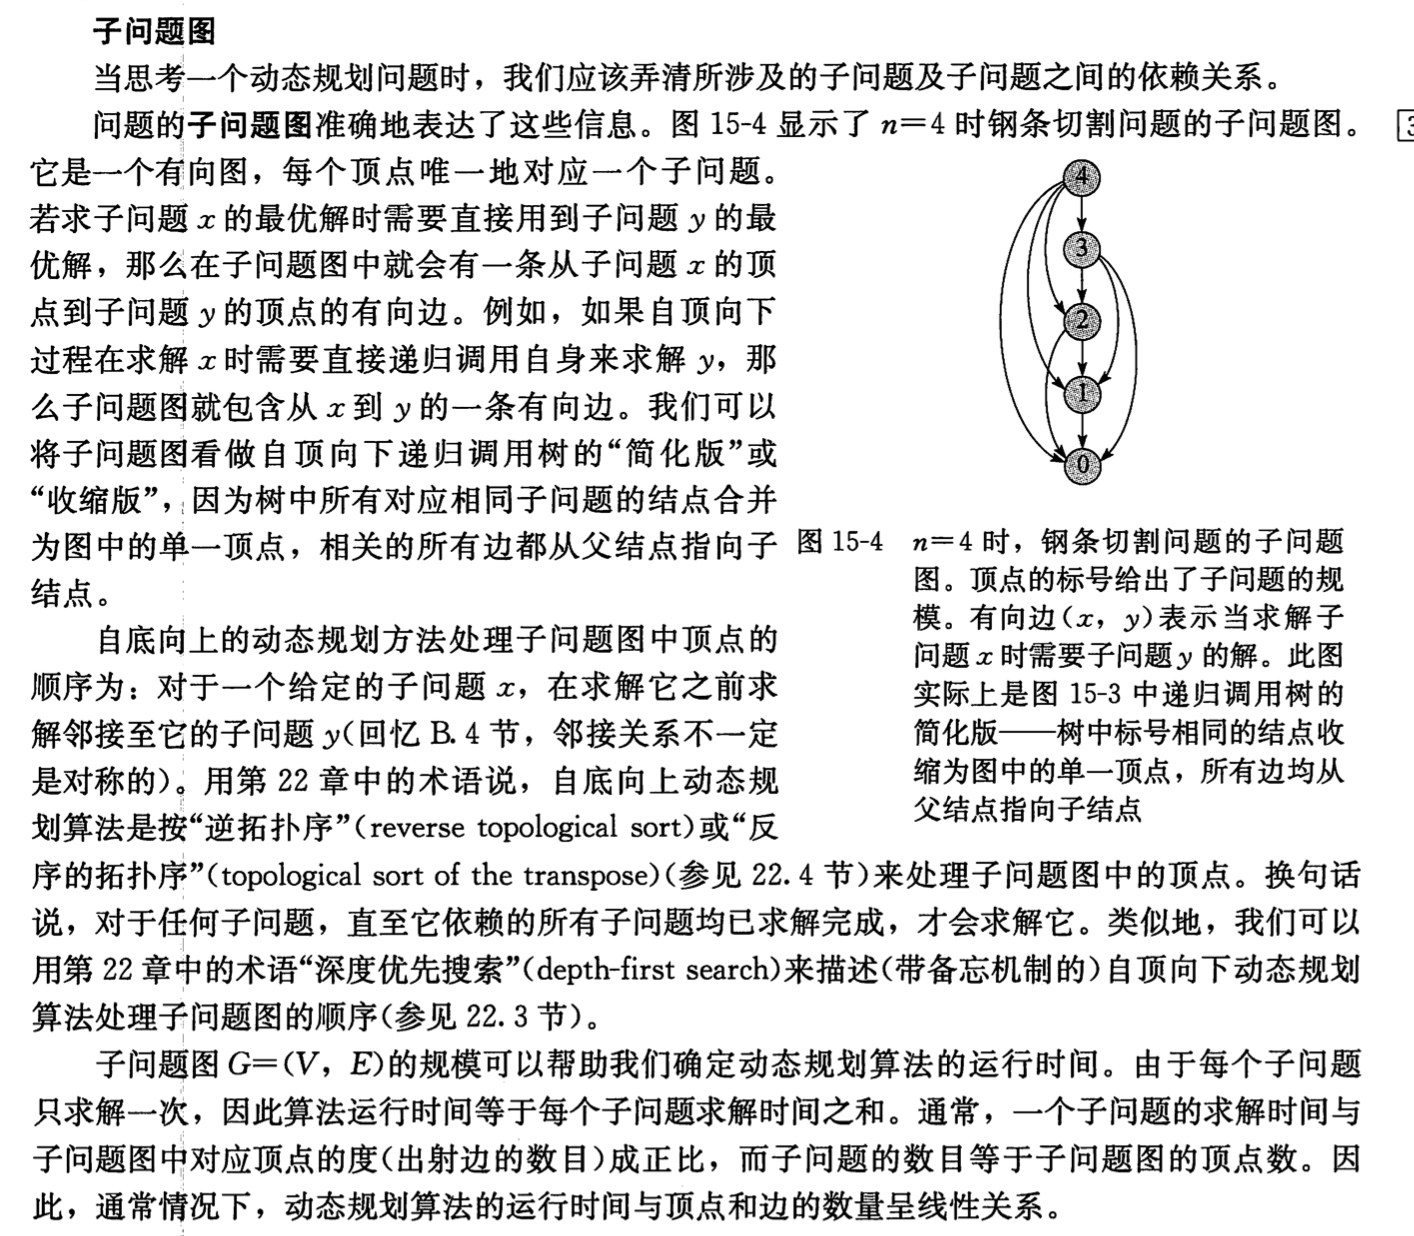 子问题图
当思考一个动态规划问题时，我们应该弄清所涉及的子问题及子问题之间的依赖关系。
问题的子问题图准确地表达了这些信息。图 15-4 显示了 n=4 时钢条切割问题的子问题图。
它是一个有向图，每个顶点唯一地对应一个子问题。
若求子问题 x 的最优解时需要直接用到子问题 y 的最
优解，那么在子问题图中就会有一条从子问题 x 的顶
点到子问题 y 的顶点的有向边。例如，如果自顶向下
过程在求解 x 时需要直接递归调用自身来求解 y，那
么子问题图就包含从 x 到 y 的一条有向边。我们可以
将子问题图看做自顶向下递归调用树的“简化版”或
“收缩版”，因为树中所有对应相同子问题的结点合并
为图中的单一顶点，相关的所有边都从父结点指向子
结点。
4
3
2
1
0
图 15-4 n=4 时，钢条切割问题的子问题
图。顶点的标号给出了子问题的规
模。有向边(x, y)表示当求解子
问题 x 时需要子问题 y 的解。此图
实际上是图 15-3 中递归调用树的
简化版——树中标号相同的结点收
缩为图中的单一顶点，所有边均从
父结点指向子结点
自底向上的动态规划方法处理子问题图中顶点的
顺序为：对于一个给定的子问题 x，在求解它之前求
解邻接至它的子问题 y(回忆 B.4 节，邻接关系不一定
是对称的)。用第 22 章中的术语说，自底向上动态规
划算法是按“逆拓扑序”(reverse topological sort)或“反
序的拓扑序”(topological sort of the transpose)(参见 22.4 节)来处理子问题图中的顶点。换句话
说，对于任何子问题，直至它依赖的所有子问题均已求解完成，才会求解它。类似地，我们可以
用第 22 章中的术语“深度优先搜索”(depth-first search)来描述(带备忘机制的)自顶向下动态规划
算法处理子问题图的顺序(参见 22.3 节)。
子问题图 G=(V, E)的规模可以帮助我们确定动态规划算法的运行时间。由于每个子问题
只求解一次，因此算法运行时间等于每个子问题求解时间之和。通常，一个子问题的求解时间与
子问题图中对应顶点的度(出射边的数目)成正比，而子问题的数目等于子问题图的顶点数。因
此，通常情况下，动态规划算法的运行时间与顶点和边的数量呈线性关系。